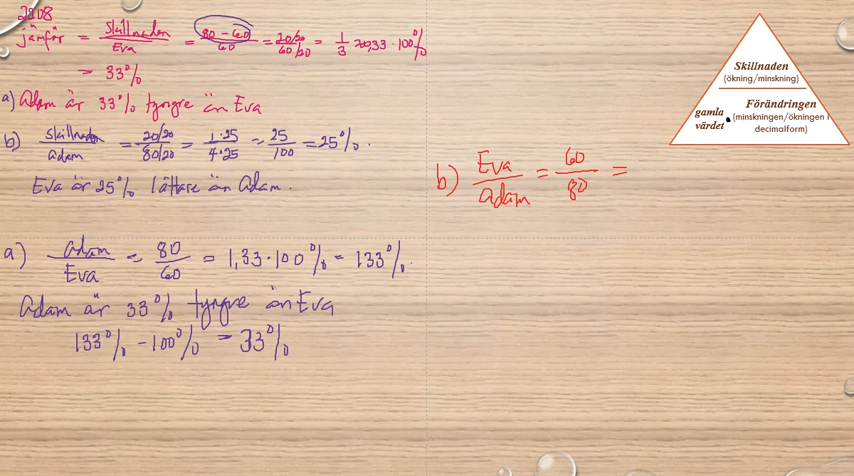 2208
jämför = Skillnaden / Eva = 80 - 60 / 60 = 20/20 / 60/20 = 1/3 ≈ 0,33 · 100%
= 33%
a) Adam är 33% tyngre än Eva
b) skillnad / adam = 20/20 / 80/20 = 1·25 / 4·25 = 25 / 100 = 25%.
Eva är 25% lättare än Adam.
a) Adam / Eva = 80 / 60 = 1,33 · 100% = 133%.
Adam är 33% tyngre än Eva
133% - 100% = 33%
b) Eva / Adam = 60 / 80 =
Skillnaden
(ökning/minskning)
gamla värdet
Förändringen
(minskningen/ökningen i
decimalform)